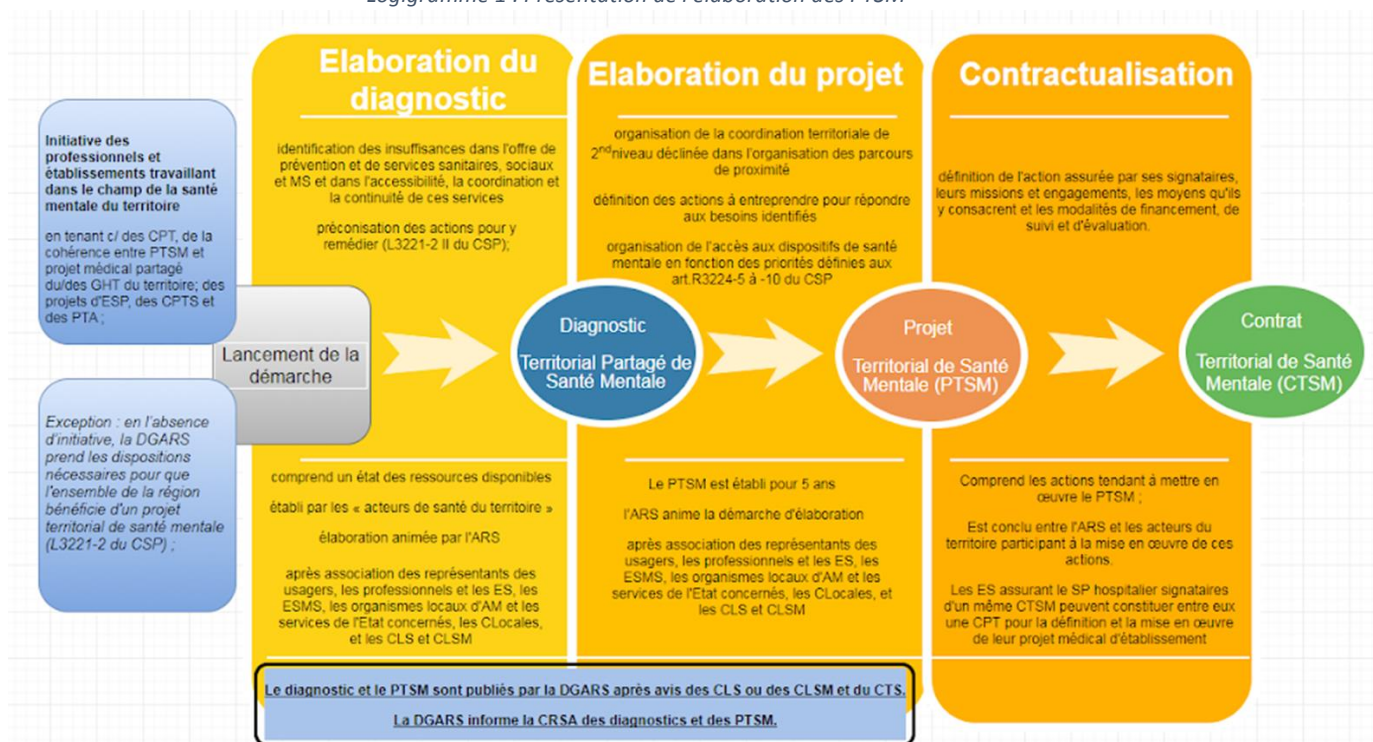 Logigramme 1 : Présentation de l'élaboration des PTSM
Initiative des
professionnels et
établissements travaillant
dans le champ de la santé
mentale du territoire
en tenant c/ des CPT, de la
cohérence entre PTSM et
projet médical partagé
du/des GHT du territoire; des
projets d'ESP, des CPTS et
des PTA ;
Exception : en l'absence
d'initiative, la DGARS
prend les dispositions
nécessaires pour que
l'ensemble de la région
bénéficie d'un projet
territorial de santé mentale
(L3221-2 du CSP) ;
Lancement de la
démarche
Elaboration du
diagnostic
identification des insuffisances dans l'offre de
prévention et de services sanitaires, sociaux
et MS et dans l'accessibilité, la coordination et
la continuité de ces services
préconisation des actions pour y
remédier (L3221-2 II du CSP);
Diagnostic
Territorial Partagé de
Santé Mentale
comprend un état des ressources disponibles
établi par les « acteurs de santé du territoire »
élaboration animée par l'ARS
après association des représentants des
usagers, les professionnels et les ES, les
ESMS, les organismes locaux d'AM et les
services de l'Etat concernés, les CLocales,
et les CLS et CLSM
Elaboration du projet
organisation de la coordination territoriale de
2nd niveau déclinée dans l'organisation des parcours
de proximité
définition des actions à entreprendre pour répondre
aux besoins identifiés
organisation de l'accès aux dispositifs de santé
mentale en fonction des priorités définies aux
art.R3224-5 à -10 du CSP
Projet
Territorial de Santé
Mentale (PTSM)
Le PTSM est établi pour 5 ans
l'ARS anime la démarche d'élaboration
après association des représentants des
usagers, les professionnels et les ES, les
ESMS, les organismes locaux d'AM et les
services de l'Etat concernés, les CLocales, et
les CLS et CLSM
Contractualisation
définition de l'action assurée par ses signataires,
leurs missions et engagements, les moyens qu'ils
y consacrent et les modalités de financement, de
suivi et d'évaluation.
Contrat
Territorial de Santé
Mentale (CTSM)
Comprend les actions tendant à mettre en
œuvre le PTSM ;
Est conclu entre l'ARS et les acteurs du
territoire participant à la mise en œuvre de ces
actions.
Les ES assurant le SP hospitalier signataires
d'un même CTSM peuvent constituer entre eux
une CPT pour la définition et la mise en œuvre
de leur projet médical d'établissement
Le diagnostic et le PTSM sont publiés par la DGARS après avis des CLS ou des CLSM et du CTS.
La DGARS informe la CRSA des diagnostics et des PTSM.